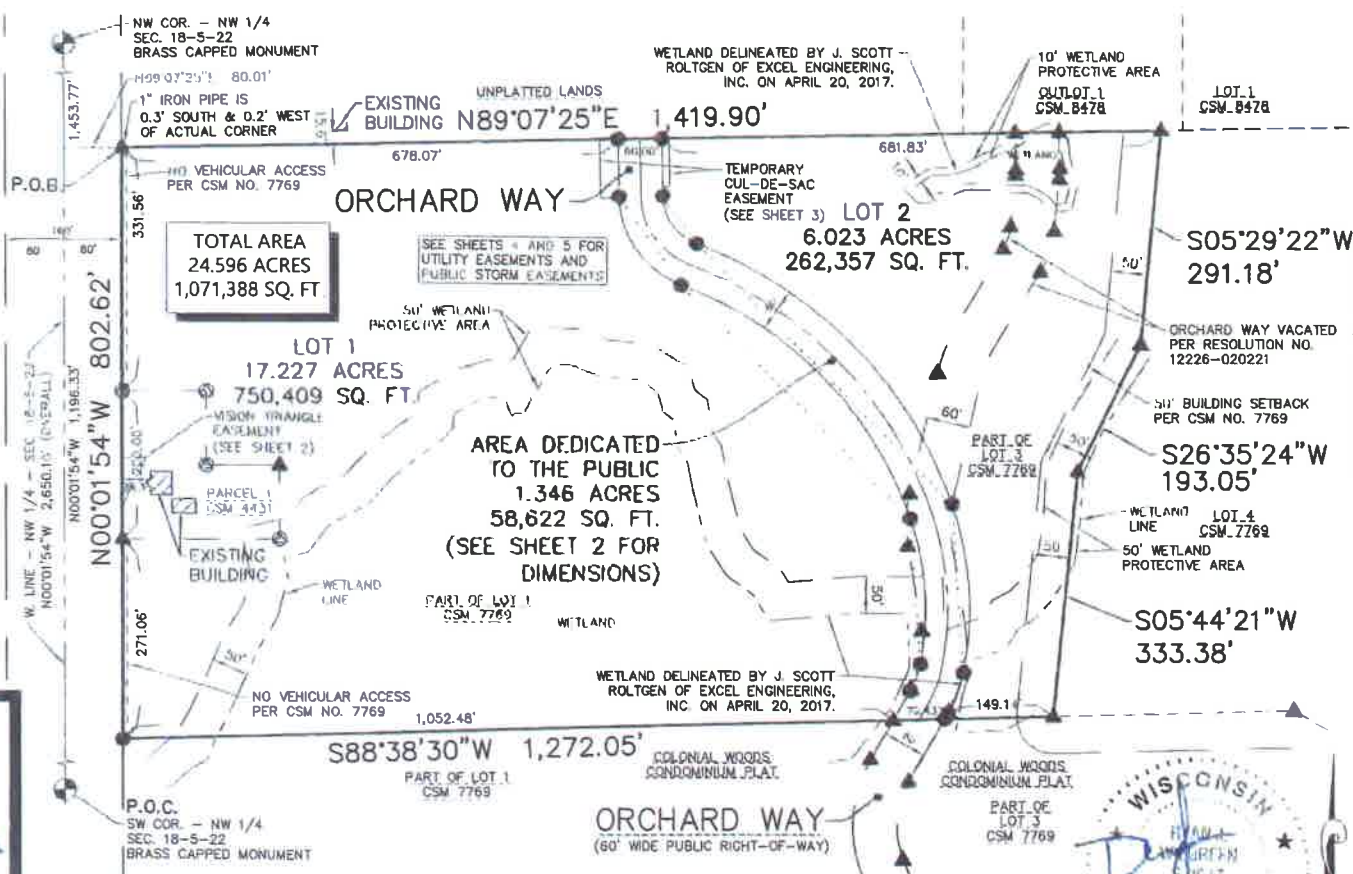 NW COR. – NW 1/4
SEC. 18-5-22
BRASS CAPPED MONUMENT
80.01'
1,453.77'
1" IRON PIPE IS
0.3' SOUTH & 0.2' WEST
OF ACTUAL CORNER
EXISTING
BUILDING
UNPLATTED LANDS
N89°07'25"E 1,419.90'
WETLAND DELINEATED BY J. SCOTT
ROLTGEN OF EXCEL ENGINEERING,
INC. ON APRIL 20, 2017.
10' WETLAND
PROTECTIVE AREA
OUTLOT 1
CSM 8478
LOT 1
CSM 8478
678.07'
681.83'
P.O.B.
NO VEHICULAR ACCESS
PER CSM NO. 7769
331.56'
ORCHARD WAY
TEMPORARY
CUL-DE-SAC
EASEMENT
(SEE SHEET 3)
LOT 2
6.023 ACRES
262,357 SQ. FT.
TOTAL AREA
24.596 ACRES
1,071,388 SQ. FT
SEE SHEETS 4 AND 5 FOR
UTILITY EASEMENTS AND
PUBLIC STORM EASEMENTS
60
80'
S05°29'22"W
291.18'
50'
50' WETLAND
PROTECTIVE AREA
ORCHARD WAY VACATED
PER RESOLUTION NO.
12226-020221
LOT 1
17.227 ACRES
750,409 SQ. FT.
50' BUILDING SETBACK
PER CSM NO. 7769
VISION TRIANGLE
EASEMENT
(SEE SHEET 2)
60'
PART OF
LOT 3
CSM 7769
50'
S26°35'24"W
193.05'
AREA DEDICATED
TO THE PUBLIC
1.346 ACRES
58,622 SQ. FT.
(SEE SHEET 2 FOR
DIMENSIONS)
W. LINE – NW 1/4 – SEC. 18-5-22
N00°01'54"W 2,650.10' (OVERALL)
N00°01'54"W 1,196.33'
N00°01'54"W 802.62'
PARCEL 1
CSM 4431
EXISTING
BUILDING
WETLAND
LINE
LOT 4
CSM 7769
50' WETLAND
PROTECTIVE AREA
50
WETLAND
LINE
50'
PART OF LOT 1
CSM 7769
WETLAND
271.06'
50'
S05°44'21"W
333.38'
NO VEHICULAR ACCESS
PER CSM NO. 7769
WETLAND DELINEATED BY J. SCOTT
ROLTGEN OF EXCEL ENGINEERING,
INC. ON APRIL 20, 2017.
1,052.48'
149.14
S88°38'30"W 1,272.05'
PART OF LOT 1
CSM 7769
COLONIAL WOODS
CONDOMINIUM PLAT
COLONIAL WOODS
CONDOMINIUM PLAT
PART OF
LOT 3
CSM 7769
P.O.C.
SW COR. – NW 1/4
SEC. 18-5-22
BRASS CAPPED MONUMENT
ORCHARD WAY
(60' WIDE PUBLIC RIGHT-OF-WAY)
WISCONSIN